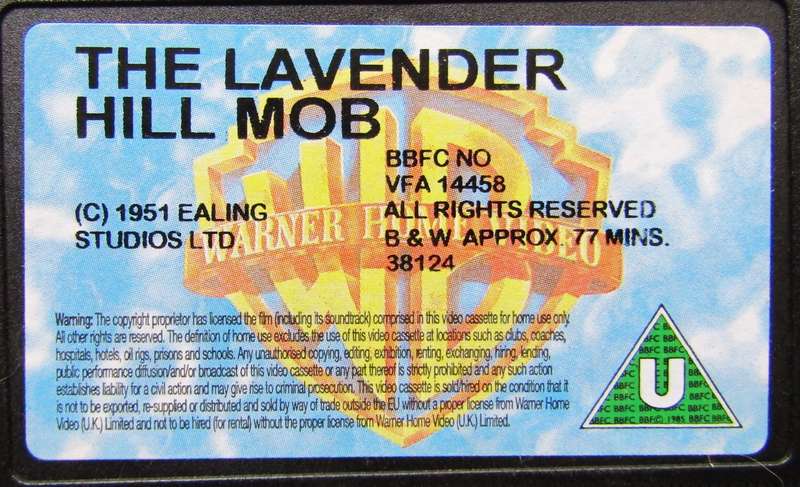 THE LAVENDER
HILL MOB
BBFC NO
VFA 14458
(C) 1951 EALING
STUDIOS LTD
ALL RIGHTS RESERVED
B & W APPROX. 77 MINS.
38124
WARNER HOME VIDEO
Warning: The copyright proprietor has licensed the film (including its soundtrack) comprised in this video cassette for home use only.
All other rights are reserved. The definition of home use excludes the use of this video cassette at locations such as clubs, coaches,
hospitals, hotels, oil rigs, prisons and schools. Any unauthorised copying, editing, exhibition, renting, exchanging, hiring, lending,
public performance diffusion/and/or broadcast of this video cassette or any part thereof is strictly prohibited and any such action
establishes liability for a civil action and may give rise to criminal prosecution. This video cassette is sold/hired on the condition that it
is not to be exported, re-supplied or distributed and sold by way of trade outside the EU without a proper license from Warner Home
Video (U.K.) Limited and not to be hired (for rental) without the proper license from Warner Home Video (U.K.) Limited.
U
BBFC © 1985 BBFC